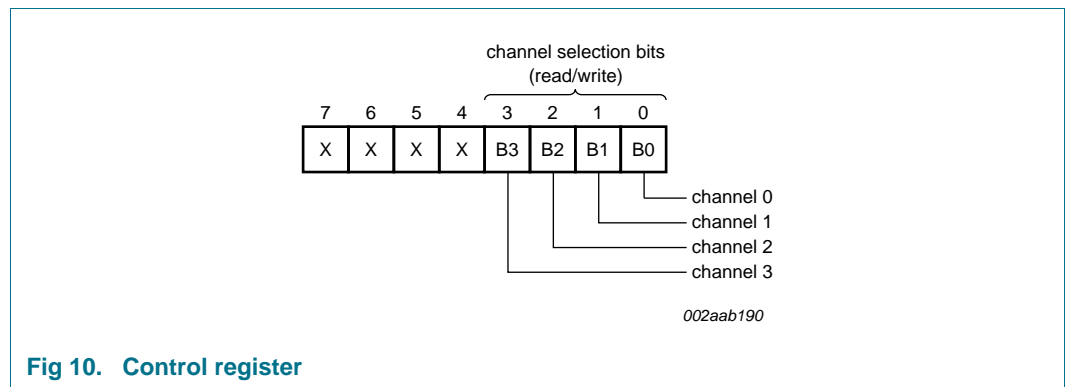 channel selection bits
(read/write)
7 6 5 4 3 2 1 0
X X X X B3 B2 B1 B0
channel 0
channel 1
channel 2
channel 3
002aab190
Fig 10. Control register